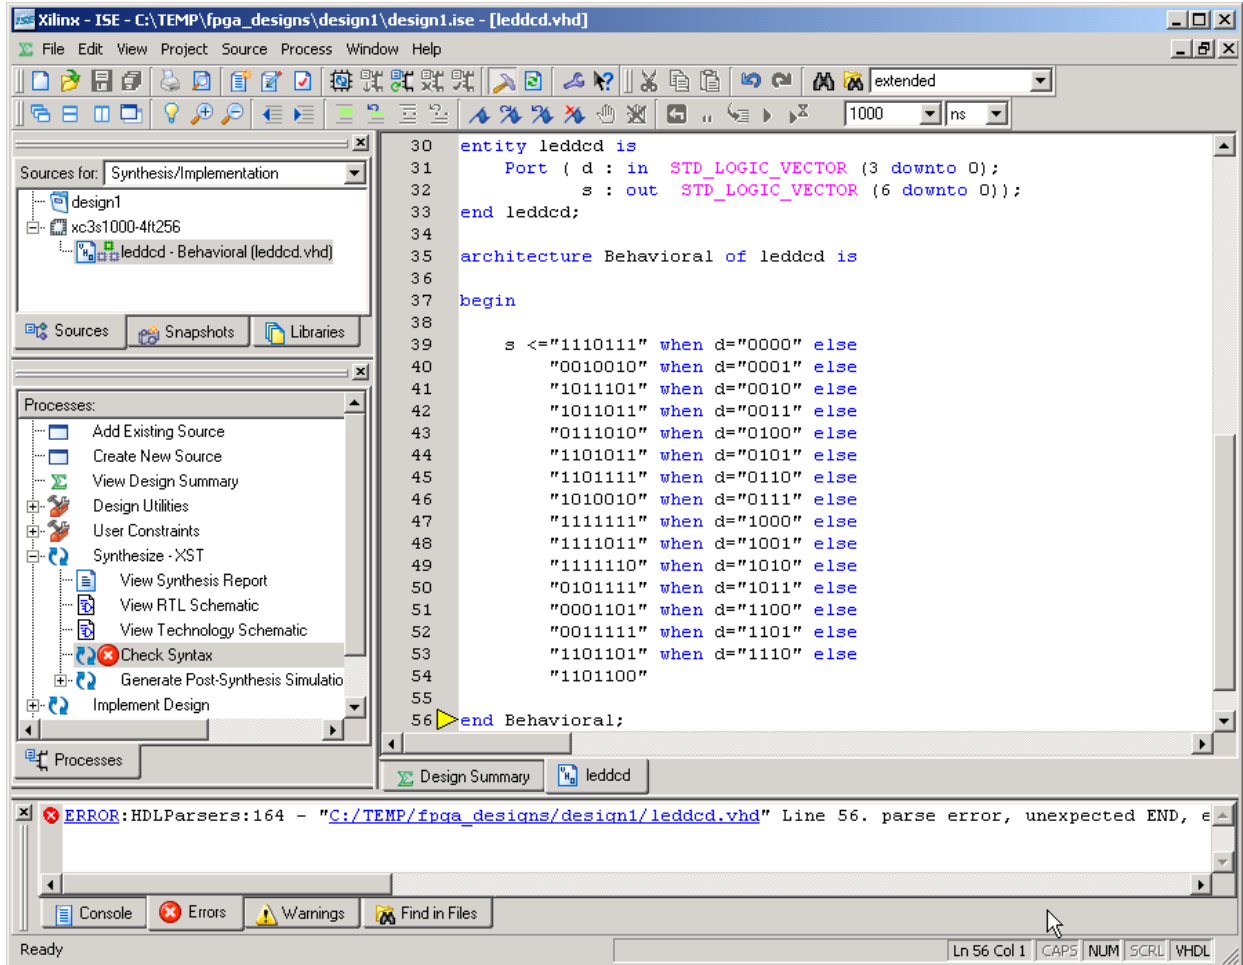 Xilinx - ISE - C:\TEMP\fpga_designs\design1\design1.ise - [leddcd.vhd]
File Edit View Project Source Process Window Help
extended
1000 ns
Sources for: Synthesis/Implementation
design1
xc3s1000-4ft256
leddcd - Behavioral (leddcd.vhd)
Sources Snapshots Libraries
Processes:
Add Existing Source
Create New Source
View Design Summary
Design Utilities
User Constraints
Synthesize - XST
View Synthesis Report
View RTL Schematic
View Technology Schematic
Check Syntax
Generate Post-Synthesis Simulatio
Implement Design
Processes
30 entity leddcd is
31 Port ( d : in STD_LOGIC_VECTOR (3 downto 0);
32 s : out STD_LOGIC_VECTOR (6 downto 0));
33 end leddcd;
34
35 architecture Behavioral of leddcd is
36
37 begin
38
39 s <="1110111" when d="0000" else
40 "0010010" when d="0001" else
41 "1011101" when d="0010" else
42 "1011011" when d="0011" else
43 "0111010" when d="0100" else
44 "1101011" when d="0101" else
45 "1101111" when d="0110" else
46 "1010010" when d="0111" else
47 "1111111" when d="1000" else
48 "1111011" when d="1001" else
49 "1111110" when d="1010" else
50 "0101111" when d="1011" else
51 "0001101" when d="1100" else
52 "0011111" when d="1101" else
53 "1101101" when d="1110" else
54 "1101100"
55
56 end Behavioral;
Design Summary leddcd
ERROR:HDLParsers:164 - "C:/TEMP/fpga_designs/design1/leddcd.vhd" Line 56. parse error, unexpected END, e
Console Errors Warnings Find in Files
Ready
Ln 56 Col 1 CAPS NUM SCRL VHDL